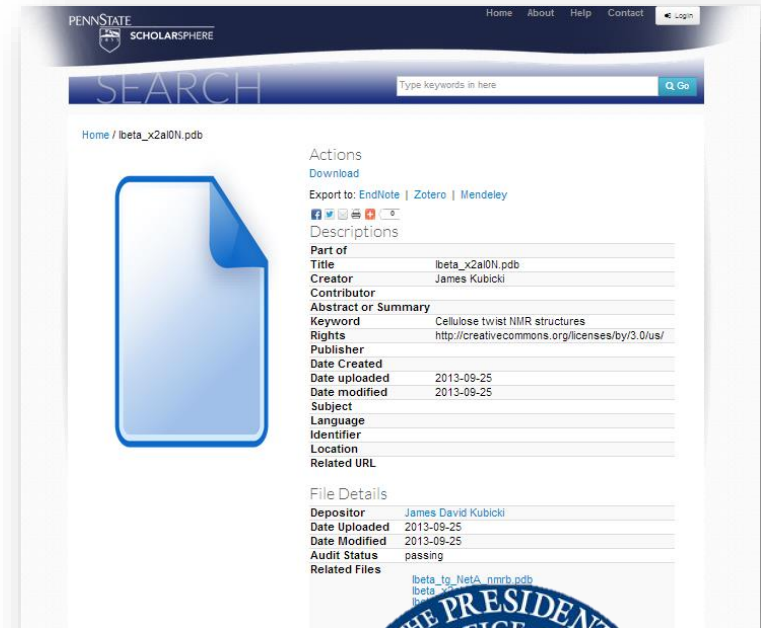 PENNSTATE
SCHOLARSPHERE
Home About Help Contact Login
SEARCH
Type keywords in here
Go
Home / Ibeta_x2al0N.pdb
Actions
Download
Export to: EndNote | Zotero | Mendeley
0
Descriptions
Part of
Title Ibeta_x2al0N.pdb
Creator James Kubicki
Contributor
Abstract or Summary
Keyword Cellulose twist NMR structures
Rights http://creativecommons.org/licenses/by/3.0/us/
Publisher
Date Created
Date uploaded 2013-09-25
Date modified 2013-09-25
Subject
Language
Identifier
Location
Related URL
File Details
Depositor James David Kubicki
Date Uploaded 2013-09-25
Date Modified 2013-09-25
Audit Status passing
Related Files
Ibeta_tg_NetA_nmrb.pdb
THE PRESIDEN